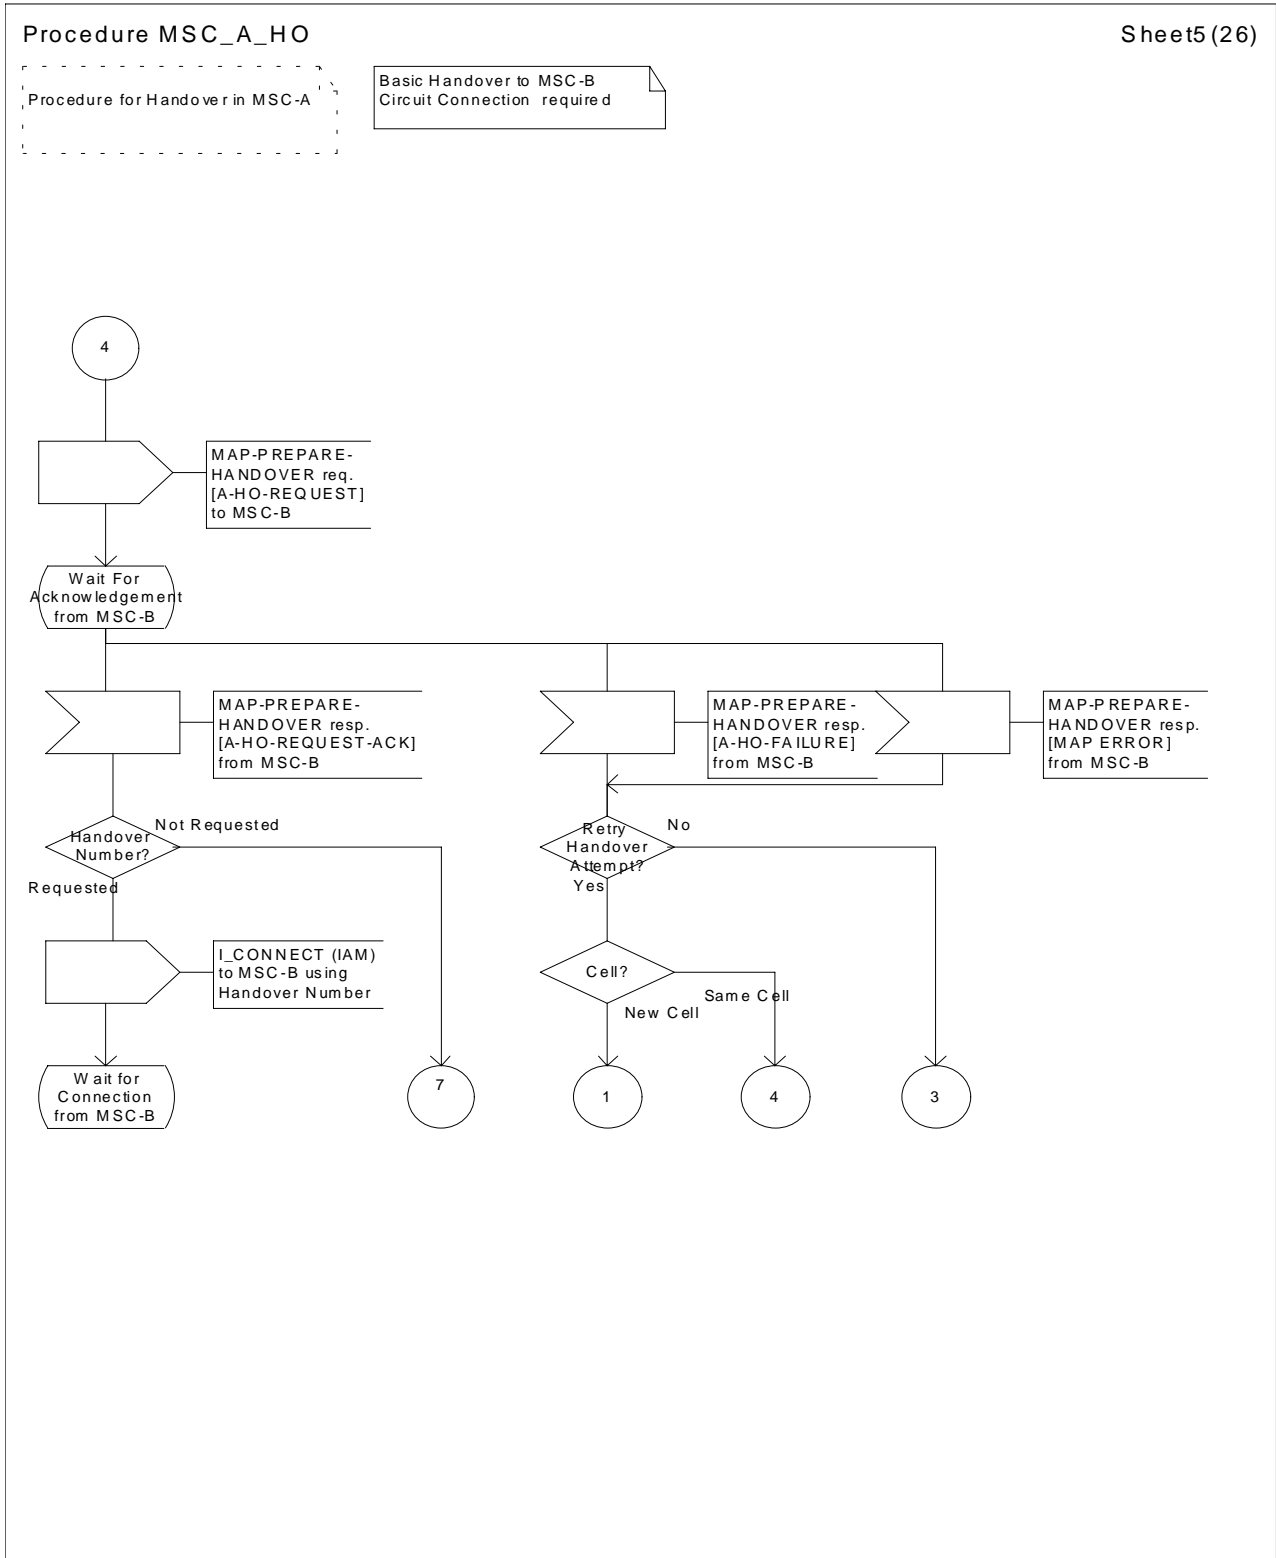 Procedure MSC_A_HO
Sheet5(26)
Procedure for Handover in MSC-A
Basic Handover to MSC-B
Circuit Connection required
4
MAP-PREPARE-
HANDOVER req.
[A-HO-REQUEST]
to MSC-B
Wait For
Acknowledgement
from MSC-B
MAP-PREPARE-
HANDOVER resp.
[A-HO-REQUEST-ACK]
from MSC-B
MAP-PREPARE-
HANDOVER resp.
[A-HO-FAILURE]
from MSC-B
MAP-PREPARE-
HANDOVER resp.
[MAP ERROR]
from MSC-B
Handover
Number?
Not Requested
Requested
Retry
Handover
Attempt?
No
Yes
I_CONNECT (IAM)
to MSC-B using
Handover Number
Cell?
Same Cell
New Cell
Wait for
Connection
from MSC-B
7
1
4
3